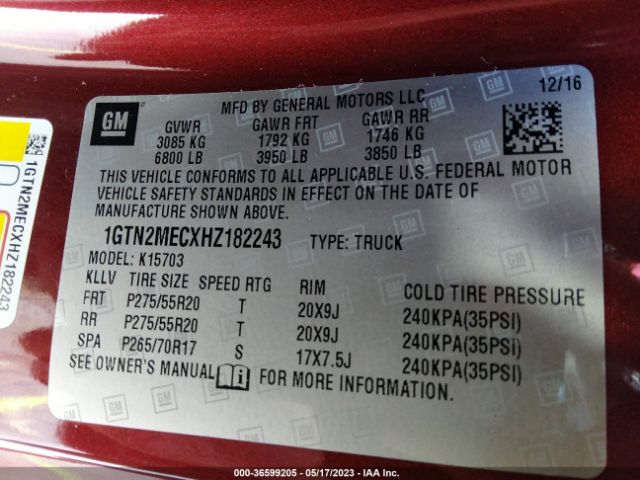 12/16
GM
MFD BY GENERAL MOTORS LLC
GVWR GAWR FRT GAWR RR
3085 KG 1792 KG 1746 KG
6800 LB 3950 LB 3850 LB
THIS VEHICLE CONFORMS TO ALL APPLICABLE U.S. FEDERAL MOTOR
VEHICLE SAFETY STANDARDS IN EFFECT ON THE DATE OF
MANUFACTURE SHOWN ABOVE.
1GTN2MECXHZ182243 TYPE: TRUCK
MODEL: K15703
KLLV TIRE SIZE SPEED RTG RIM COLD TIRE PRESSURE
FRT P275/55R20 T 20X9J 240KPA(35PSI)
RR P275/55R20 T 20X9J 240KPA(35PSI)
SPA P265/70R17 S 17X7.5J 240KPA(35PSI)
SEE OWNER'S MANUAL FOR MORE INFORMATION.
1GTN2MECXHZ182243
000-36599205 - 05/17/2023 - IAA Inc.